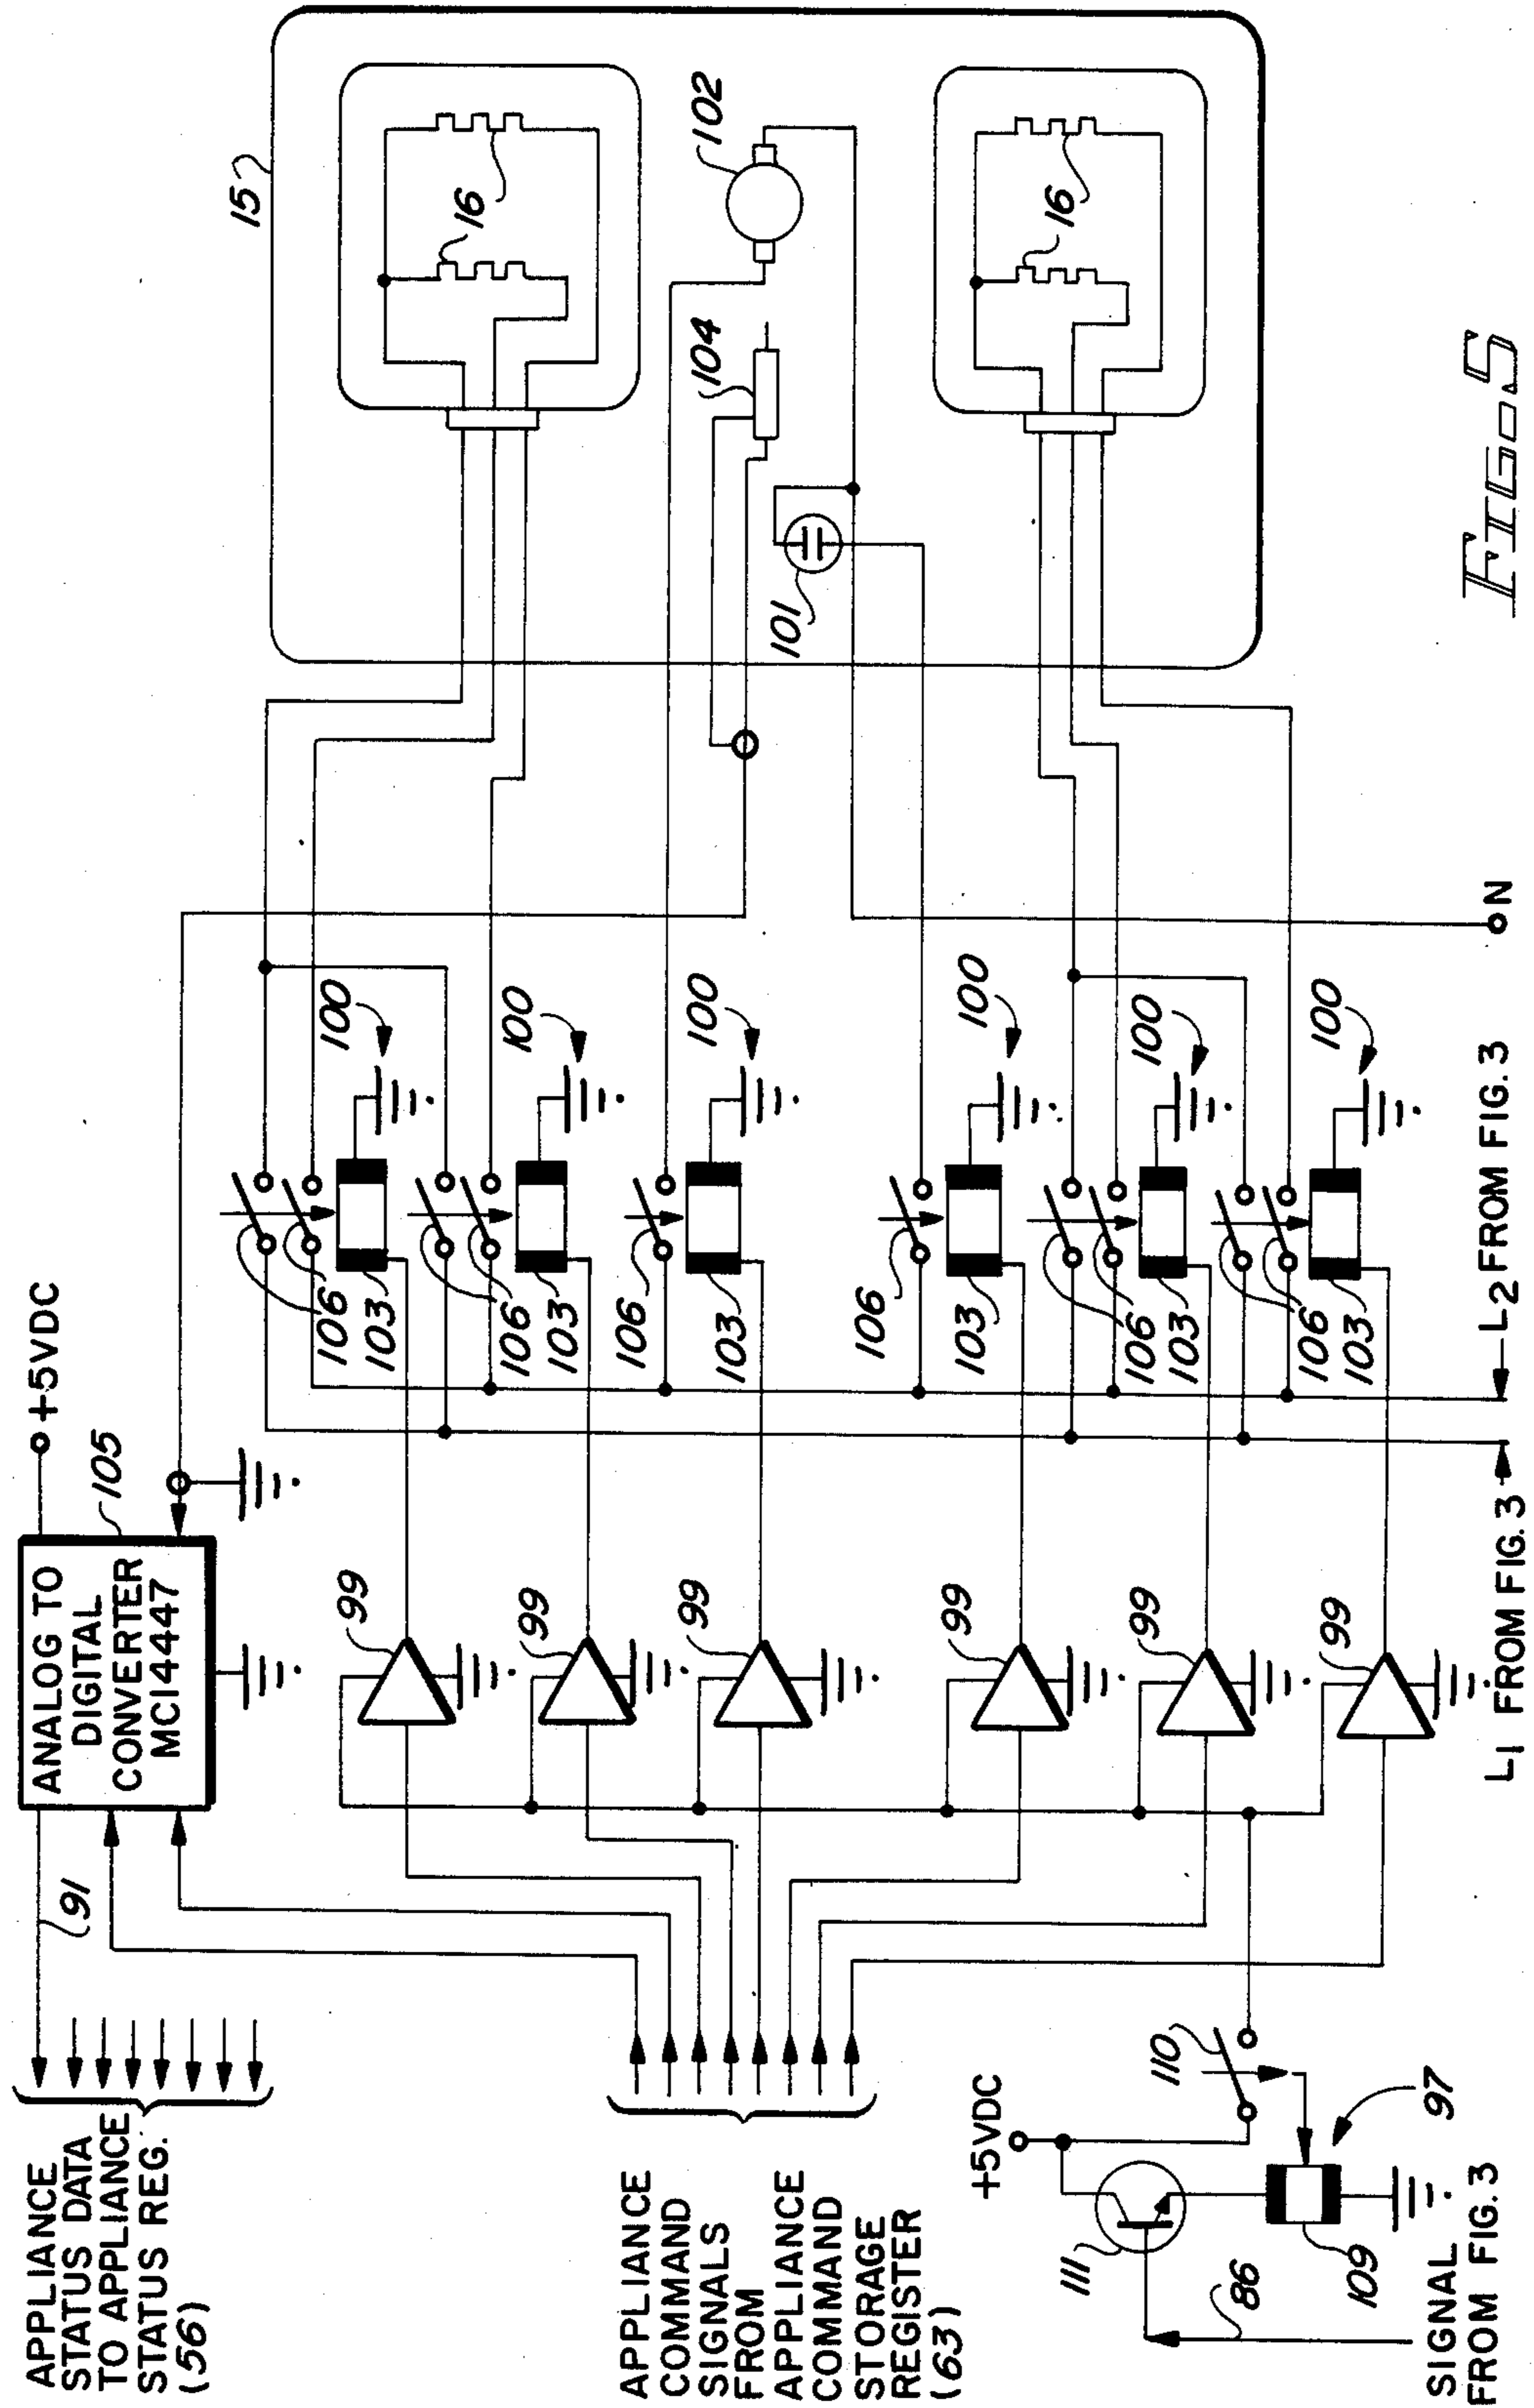 APPLIANCE
STATUS DATA
TO APPLIANCE
STATUS REG.
(56)
91
ANALOG TO
DIGITAL
CONVERTER
MC14447
105
+5VDC
15
16
16
102
104
101
16
16
APPLIANCE
COMMAND
SIGNALS
FROM
APPLIANCE
COMMAND
STORAGE
REGISTER
(63)
99
99
99
99
99
99
106
103
100
106
103
100
106
103
100
106
103
100
106
103
100
106
103
100
+5VDC
110
111
97
109
86
SIGNAL
FROM FIG. 3
L1 FROM FIG. 3
L2 FROM FIG. 3
N
FIG. 5